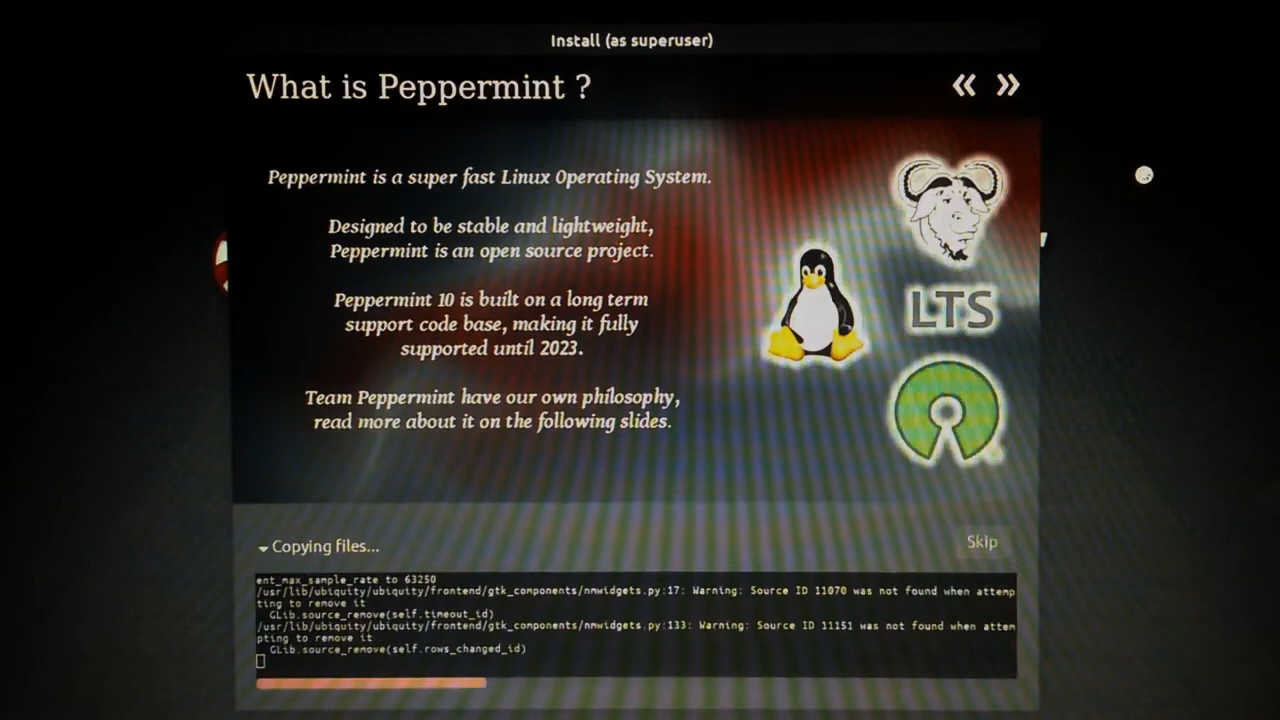 Install (as superuser)
What is Peppermint ?
Peppermint is a super fast Linux Operating System.
Designed to be stable and lightweight,
Peppermint is an open source project.
Peppermint 10 is built on a long term
support code base, making it fully
supported until 2023.
Team Peppermint have our own philosophy,
read more about it on the following slides.
LTS
Copying files...
Skip
ent_max_sample_rate to 63250
/usr/lib/ubiquity/ubiquity/frontend/gtk_components/nmwidgets.py:17: Warning: Source ID 11070 was not found when attemp
ting to remove it
GLib.source_remove(self.timeout_id)
/usr/lib/ubiquity/ubiquity/frontend/gtk_components/nmwidgets.py:133: Warning: Source ID 11151 was not found when attem
pting to remove it
GLib.source_remove(self.rows_changed_id)